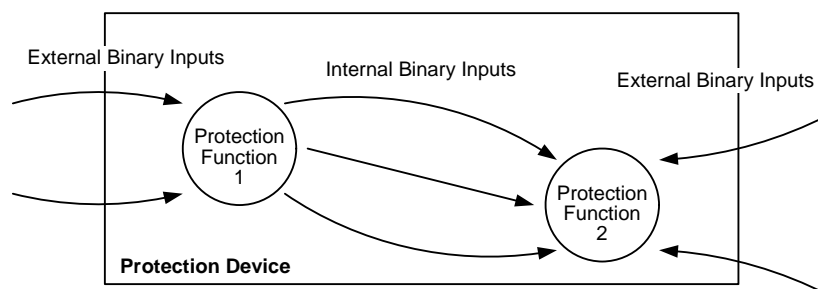 External Binary Inputs
Internal Binary Inputs
External Binary Inputs
Protection
Function
1
Protection
Function
2
Protection Device